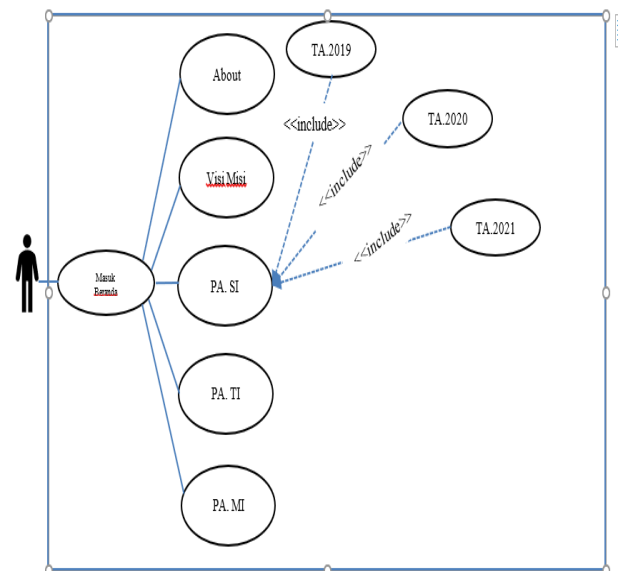 TA.2019
About
<<include>>
TA.2020
<<include>>
Visi Misi
<<include>>
TA.2021
Masuk
Beranda
PA. SI
PA. TI
PA. MI